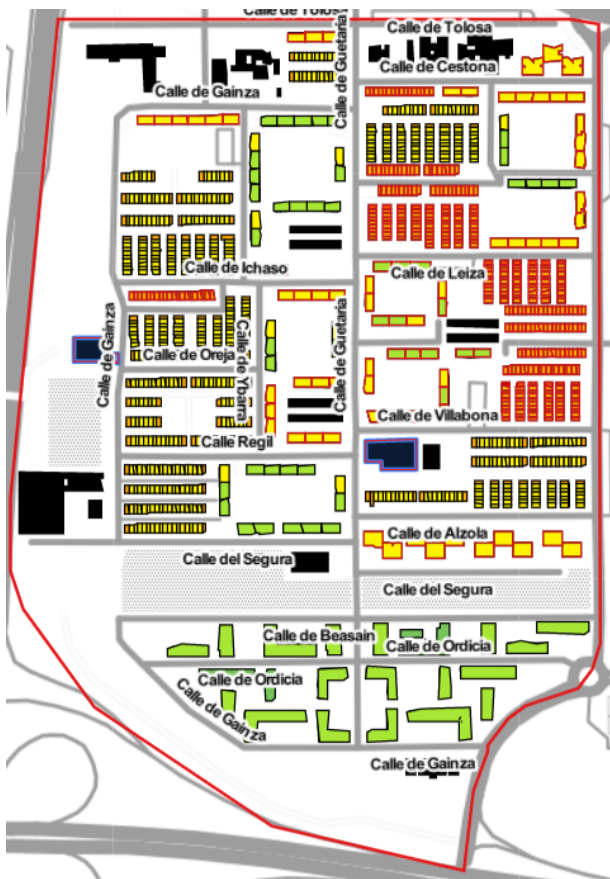 Calle de Tolosa
Calle de Tolosa
Calle de Guetaria
Calle de Cestona
Calle de Gainza
Calle de Leiza
Calle de Ichaso
Calle de Gainza
Calle de Oreja
Calle de Ybarra
Calle de Guetaria
Calle de Villabona
Calle Regil
Calle de Alzola
Calle del Segura
Calle del Segura
Calle de Beasain
Calle de Ordicia
Calle de Ordicia
Calle de Gainza
Calle de Gainza